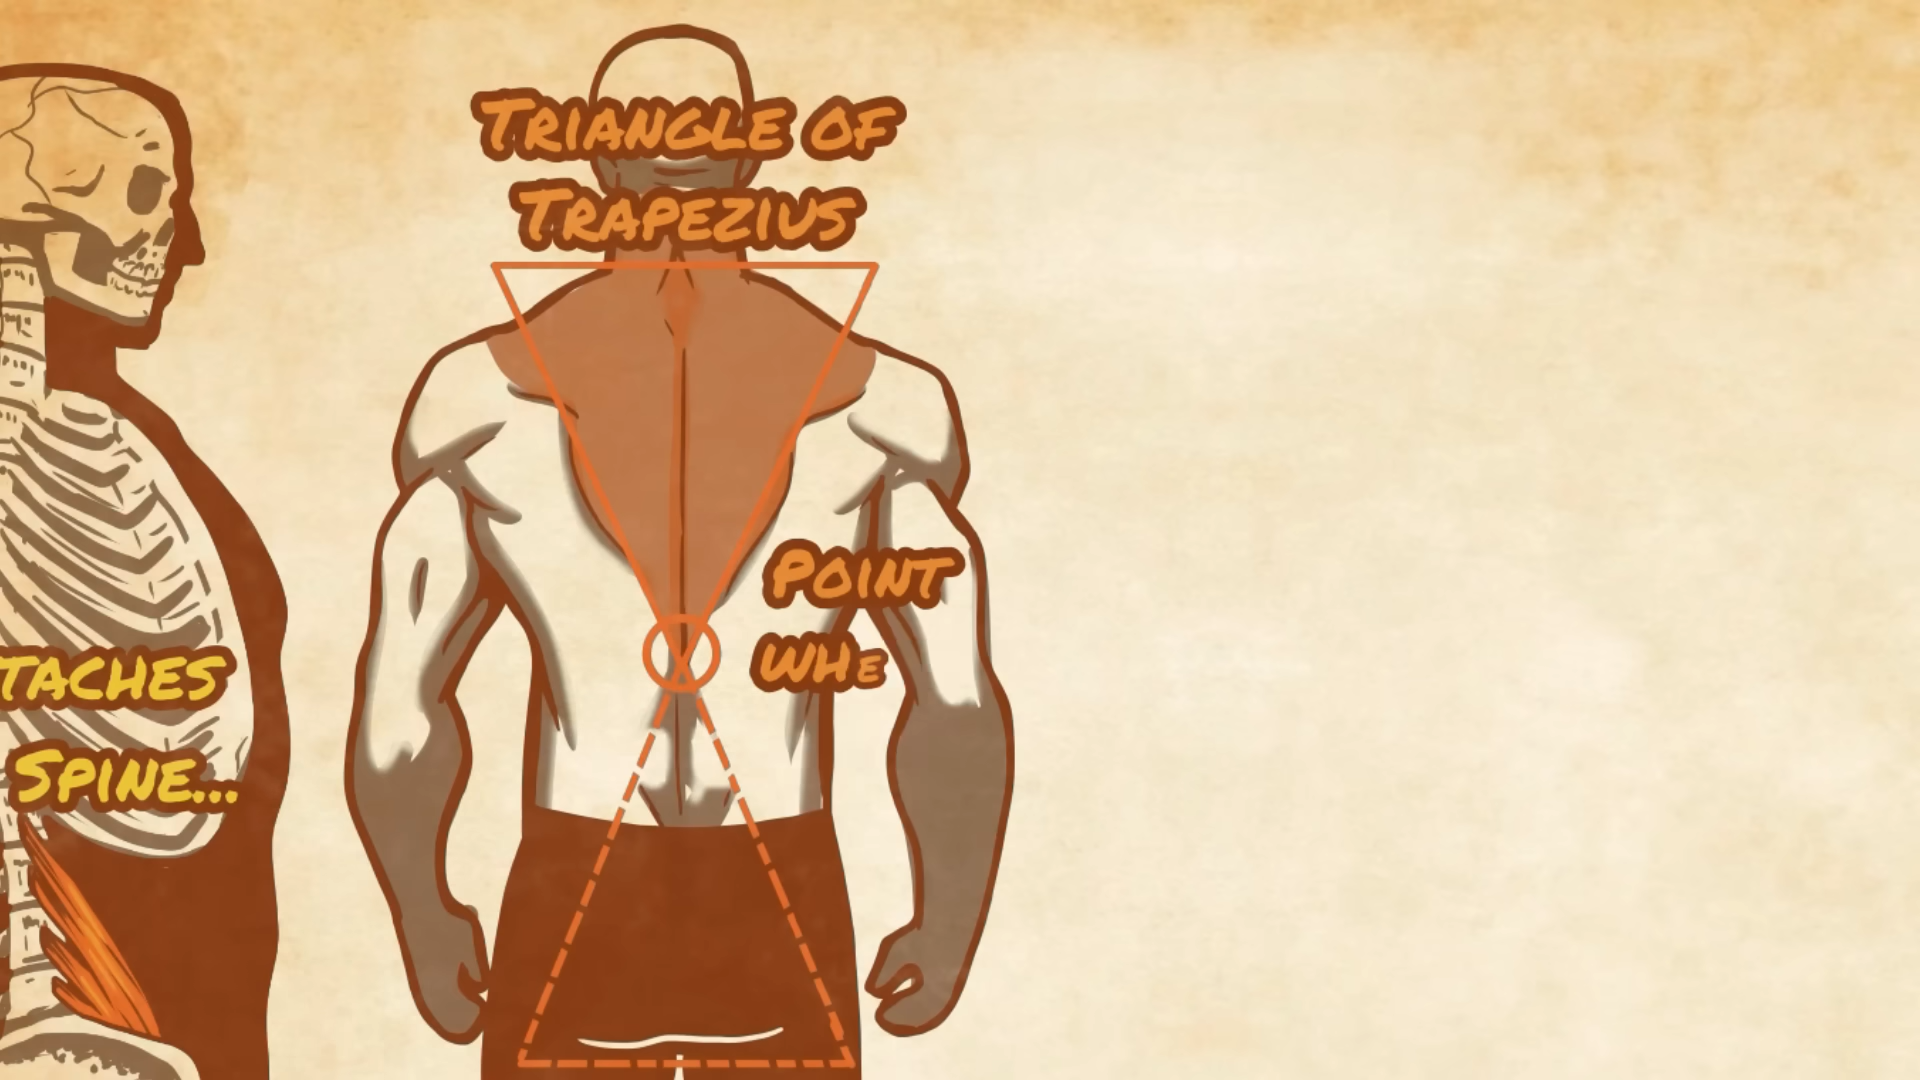 Triangle of
Trapezius
Point
whe
taches
Spine...